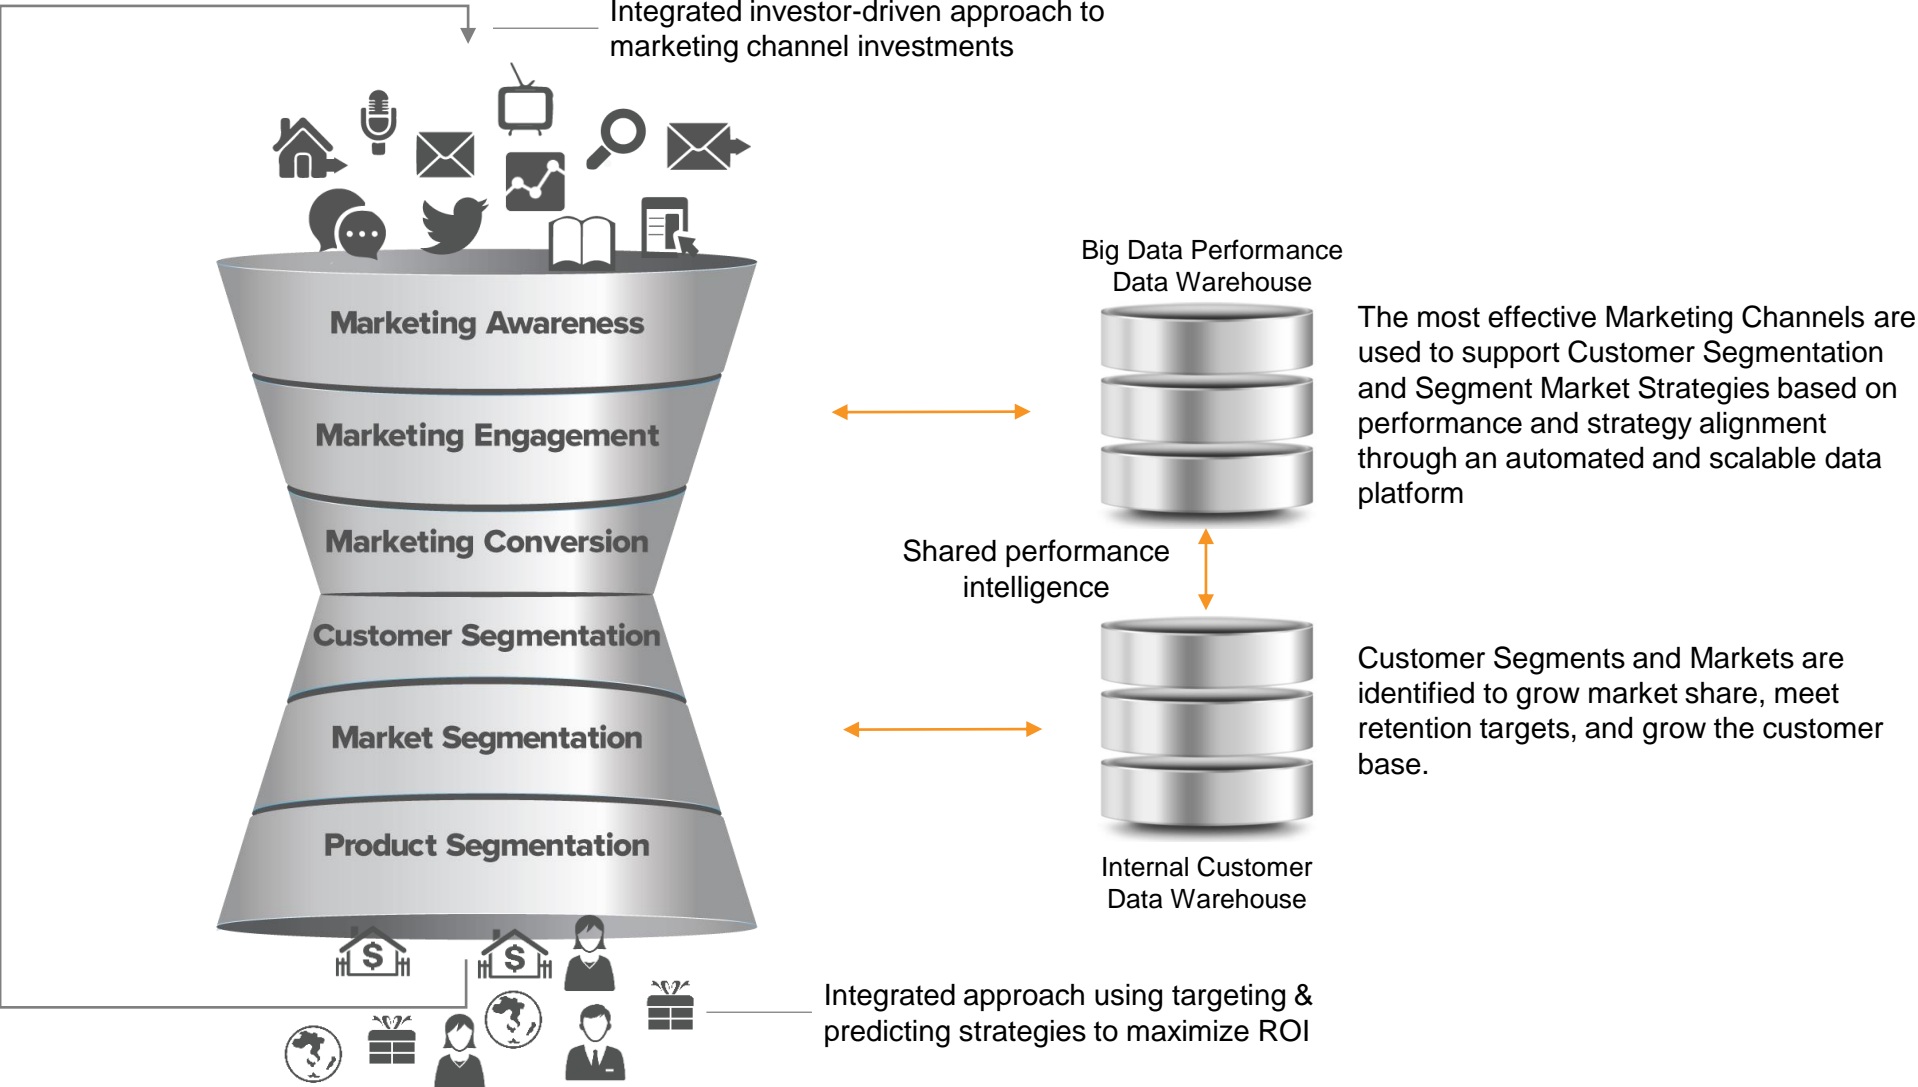 Integrated investor-driven approach to
marketing channel investments
Marketing Awareness
Marketing Engagement
Marketing Conversion
Customer Segmentation
Market Segmentation
Product Segmentation
Big Data Performance
Data Warehouse
The most effective Marketing Channels are
used to support Customer Segmentation
and Segment Market Strategies based on
performance and strategy alignment
through an automated and scalable data
platform
Shared performance
intelligence
Customer Segments and Markets are
identified to grow market share, meet
retention targets, and grow the customer
base.
Internal Customer
Data Warehouse
$
$
Integrated approach using targeting &
predicting strategies to maximize ROI